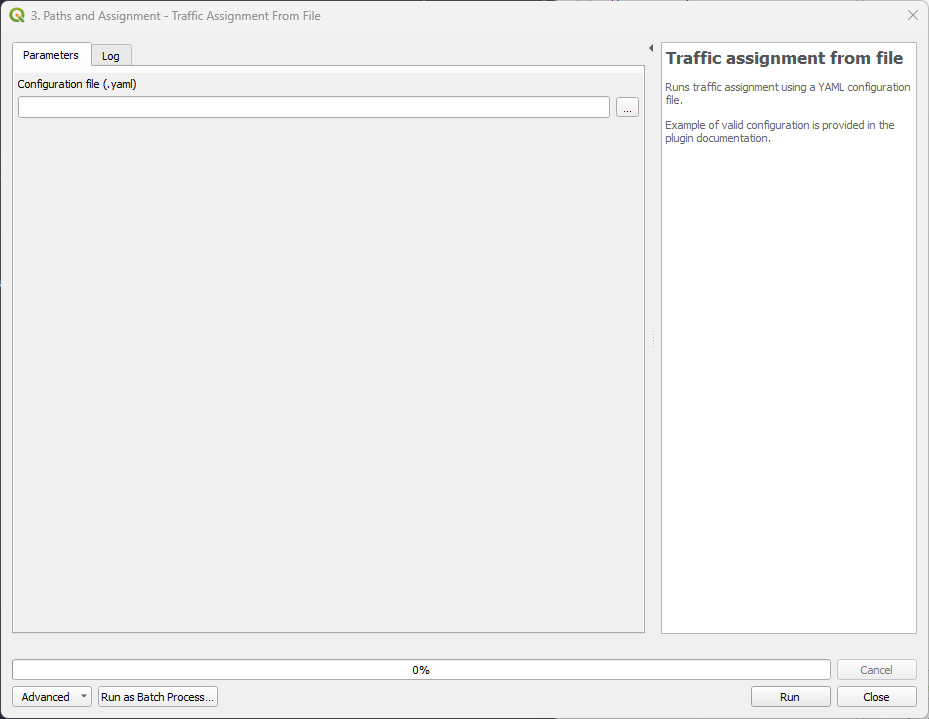 3. Paths and Assignment - Traffic Assignment From File
Parameters
Log
Configuration file (.yaml)
...
Traffic assignment from file
Runs traffic assignment using a YAML configuration
file.
Example of valid configuration is provided in the
plugin documentation.
0%
Cancel
Advanced
Run as Batch Process...
Run
Close